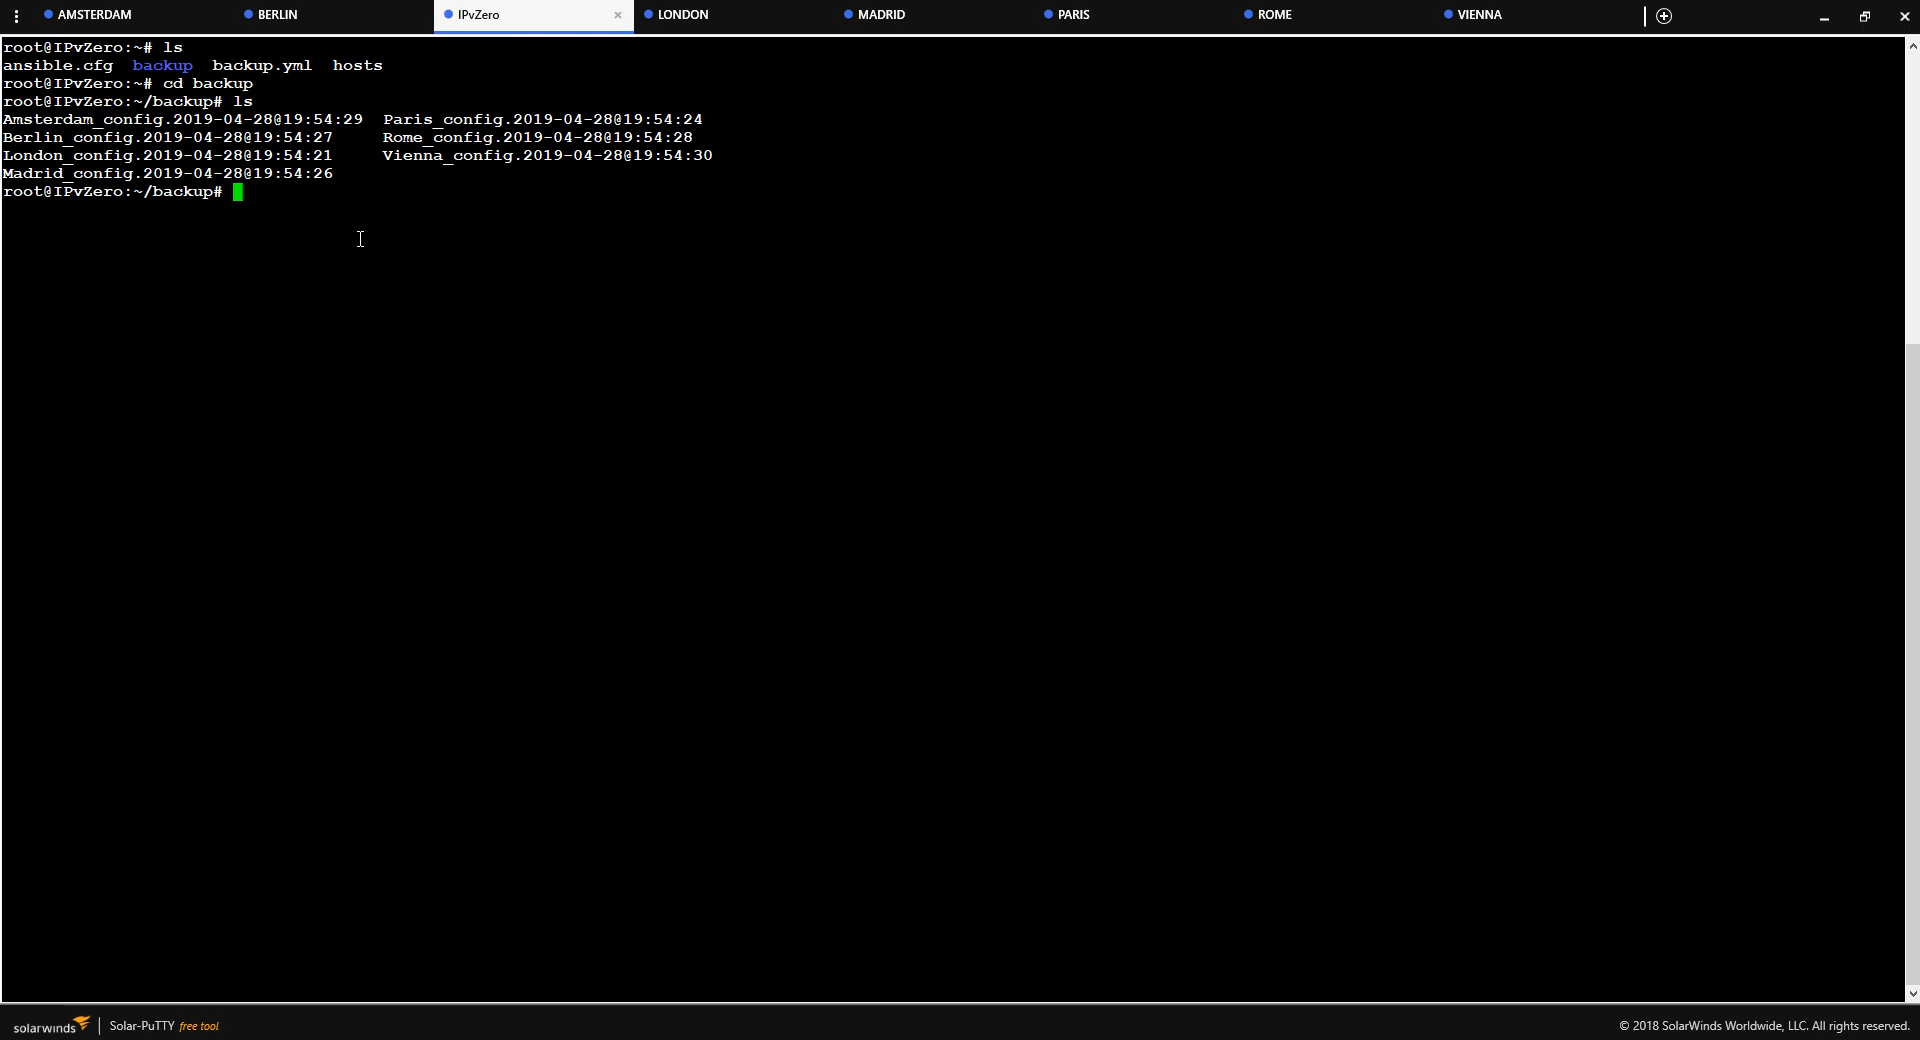 AMSTERDAM BERLIN IPvZero × LONDON MADRID PARIS ROME VIENNA
root@IPvZero:~# ls
ansible.cfg  backup  backup.yml  hosts
root@IPvZero:~# cd backup
root@IPvZero:~/backup# ls
Amsterdam_config.2019-04-28@19:54:29  Paris_config.2019-04-28@19:54:24
Berlin_config.2019-04-28@19:54:27     Rome_config.2019-04-28@19:54:28
London_config.2019-04-28@19:54:21     Vienna_config.2019-04-28@19:54:30
Madrid_config.2019-04-28@19:54:26
root@IPvZero:~/backup#
solarwinds | Solar-PuTTY free tool © 2018 SolarWinds Worldwide, LLC. All rights reserved.